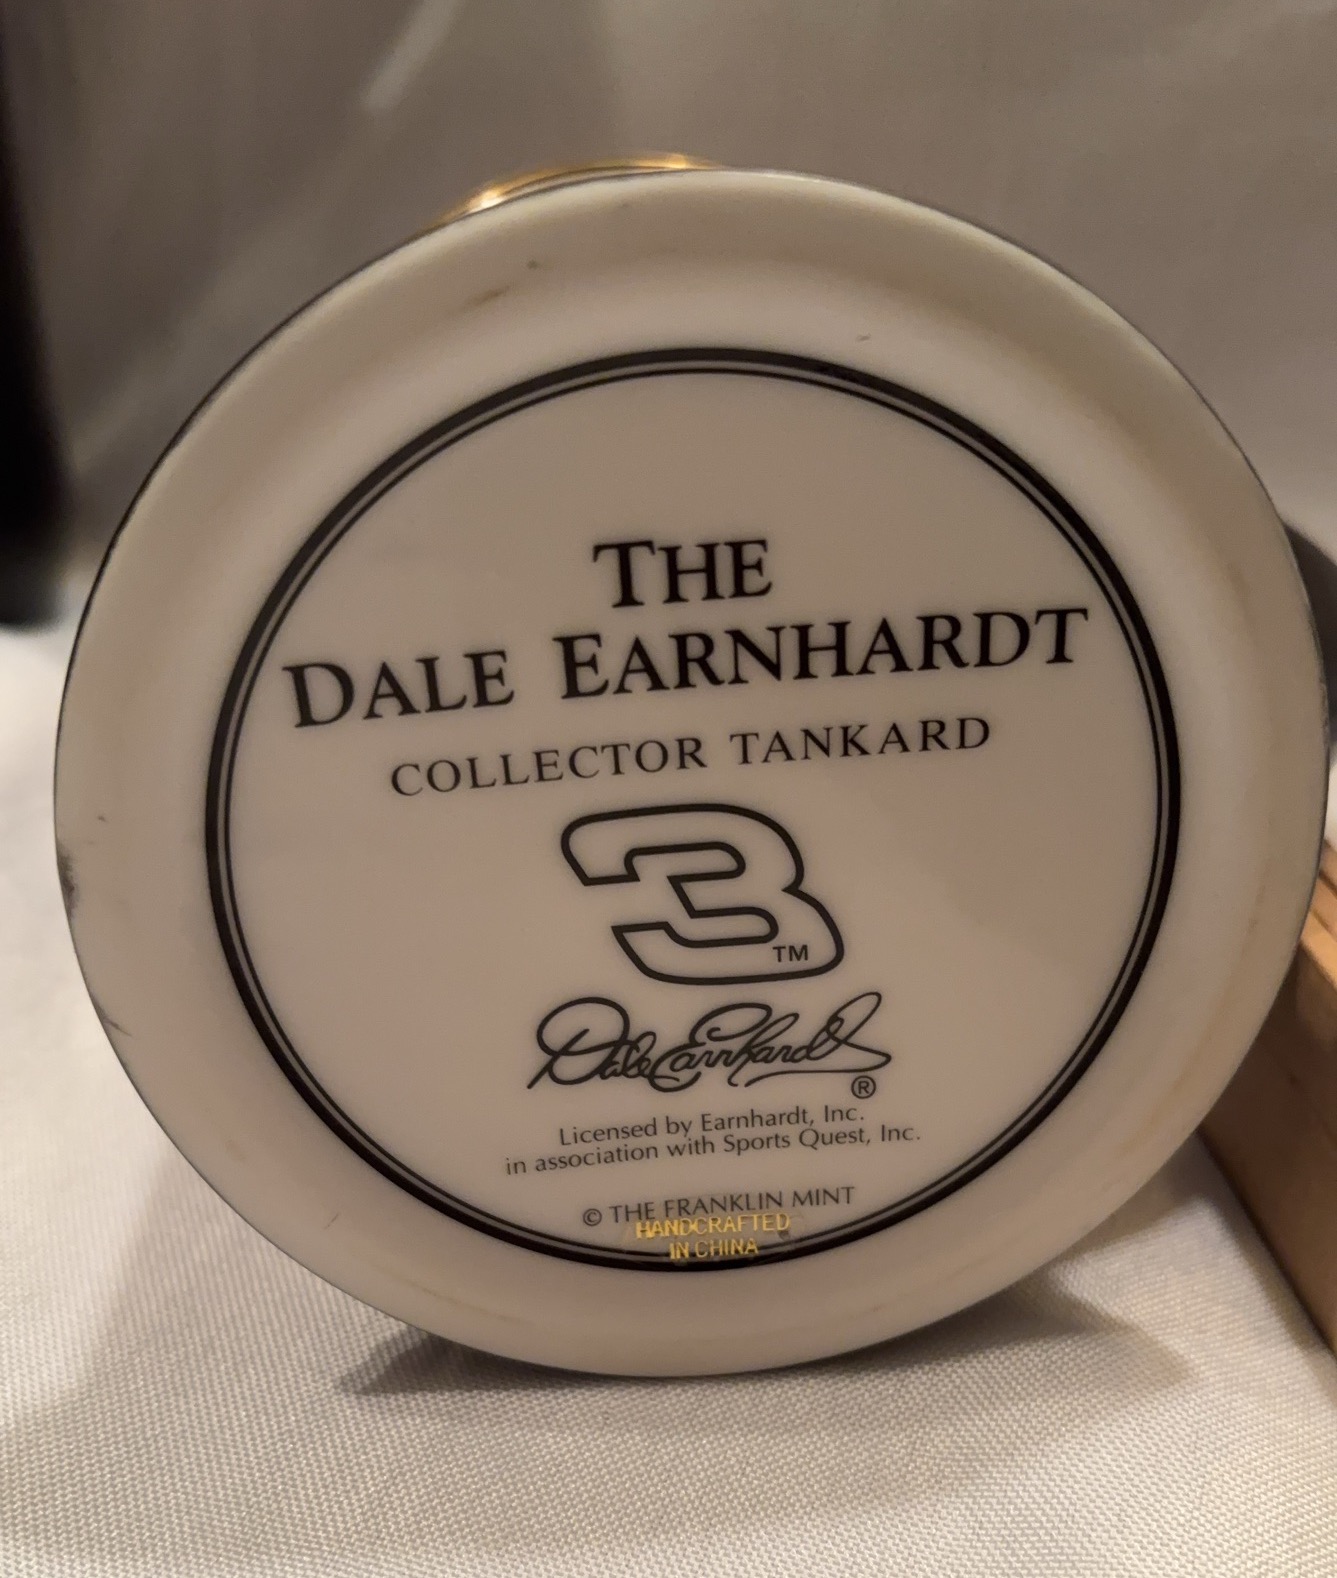 THE
DALE EARNHARDT
COLLECTOR TANKARD
3
TM
Dale Earnhardt
®
Licensed by Earnhardt, Inc.
in association with Sports Quest, Inc.
© THE FRANKLIN MINT
HANDCRAFTED
IN CHINA